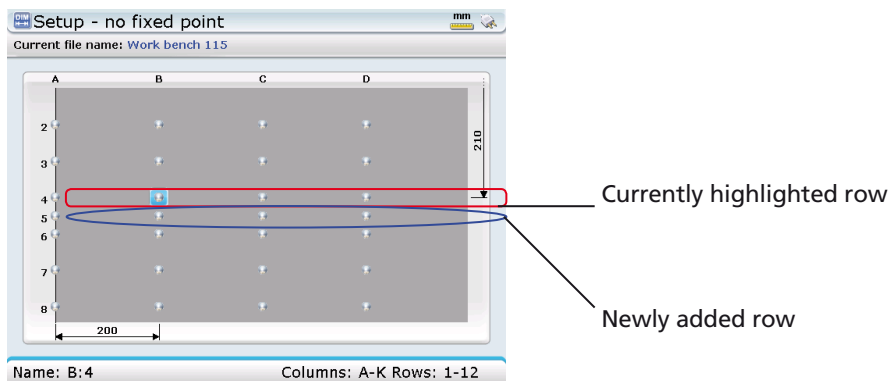 DIM
Setup - no fixed point
mm
Current file name: Work bench 115
A B C D
2
3
210
4
5
6
7
8
200
Name: B:4 Columns: A-K Rows: 1-12
Currently highlighted row
Newly added row